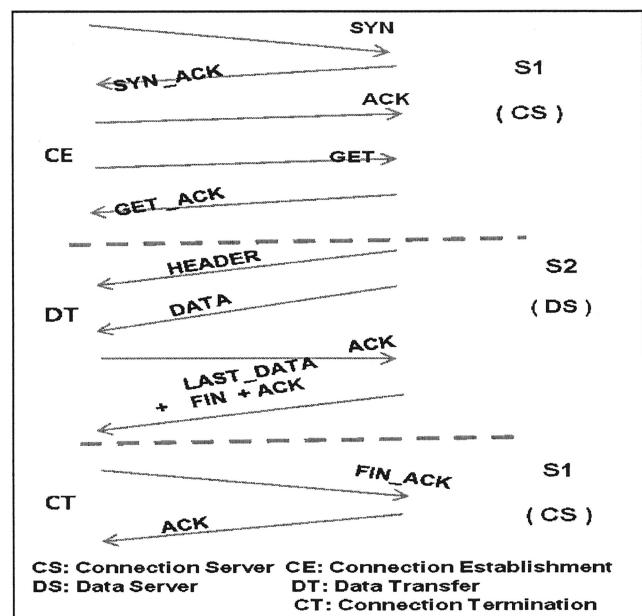 SYN
SYN_ACK
S1
ACK
( CS )
CE
GET
GET_ACK
HEADER
S2
DATA
( DS )
DT
ACK
LAST_DATA
+ FIN + ACK
FIN_ACK
S1
CT
ACK
( CS )
CS: Connection Server CE: Connection Establishment
DS: Data Server DT: Data Transfer
CT: Connection Termination